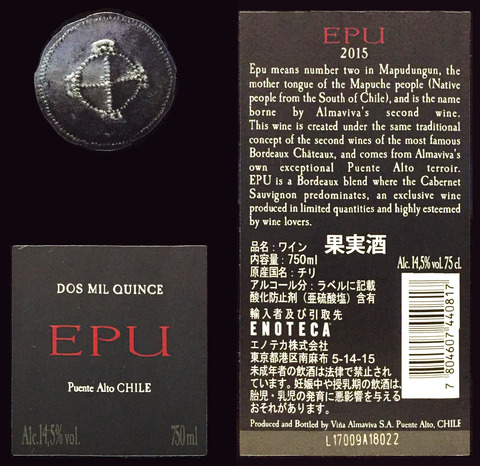 DOS MIL QUINCE
EPU
Puente Alto CHILE
Alc.14,5% vol.
750 ml
EPU
2015
Epu means number two in Mapudungun, the
mother tongue of the Mapuche people (Native
people from the South of Chile), and is the name
borne by Almaviva's second wine.
This wine is created under the same traditional
concept of the second wines of the most famous
Bordeaux Châteaux, and comes from Almaviva's
own exceptional Puente Alto terroir.
EPU is a Bordeaux blend where the Cabernet
Sauvignon predominates, an exclusive wine
produced in limited quantities and highly esteemed
by wine lovers.
品名:ワイン 果実酒
内容量:750ml
原産国名:チリ
Alc. 14,5% vol. 75 cl.
アルコール分:ラベルに記載
酸化防止剤(亜硫酸塩)含有
輸入者及び引取先
ENOTECA
エノテカ株式会社
東京都港区南麻布 5-14-15
未成年者の飲酒は法律で禁止され
ています。妊娠中や授乳期の飲酒は、
胎児・乳児の発育に悪影響を与える
おそれがあります。
7 804607 440817
Produced and Bottled by Viña Almaviva S.A. Puente Alto, CHILE
L17009A18022